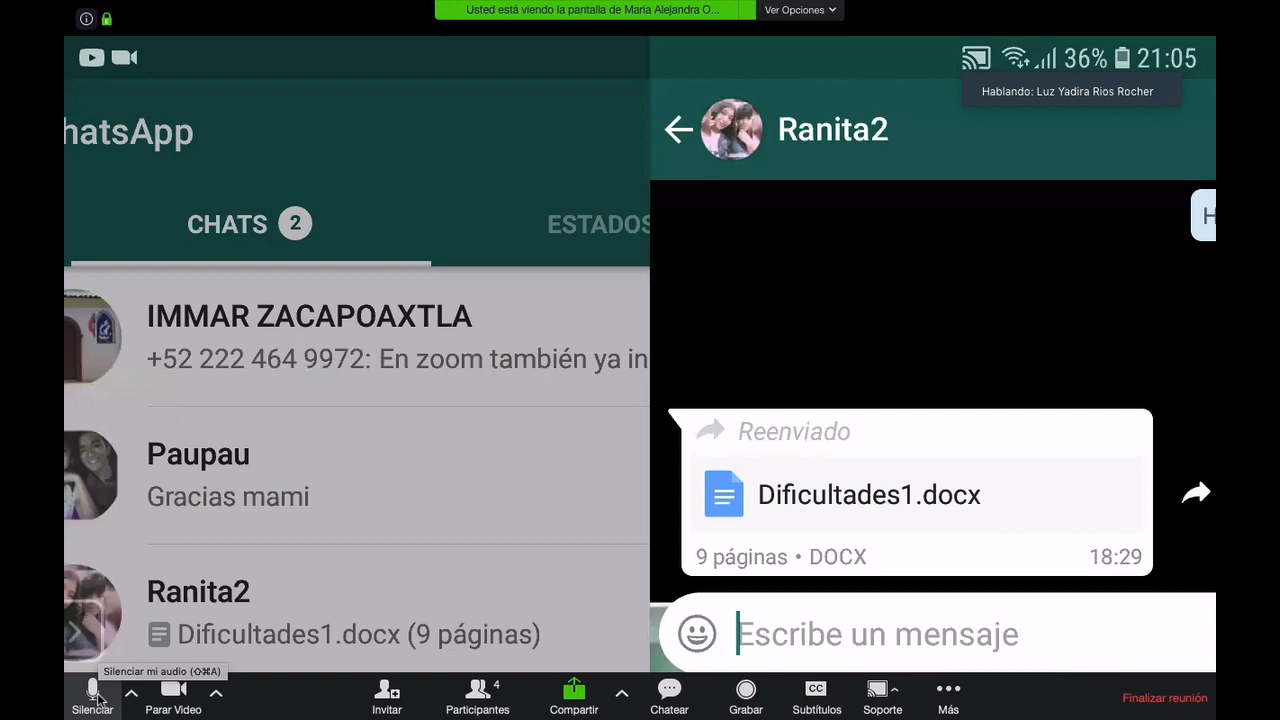 Usted está viendo la pantalla de Maria Alejandra O...
Ver Opciones
36% 21:05
Hablando: Luz Yadira Rios Rocher
hatsApp
Ranita2
CHATS 2
ESTADOS
H
IMMAR ZACAPOAXTLA
+52 222 464 9972: En zoom también ya in
Paupau
Gracias mami
Ranita2
Dificultades1.docx (9 páginas)
Reenviado
Dificultades1.docx
9 páginas • DOCX 18:29
Escribe un mensaje
Silenciar mi audio (⇧⌘A)
Silenciar
Parar Video
Invitar
Participantes
4
Compartir
Chatear
Grabar
CC
Subtítulos
Soporte
Más
Finalizar reunión